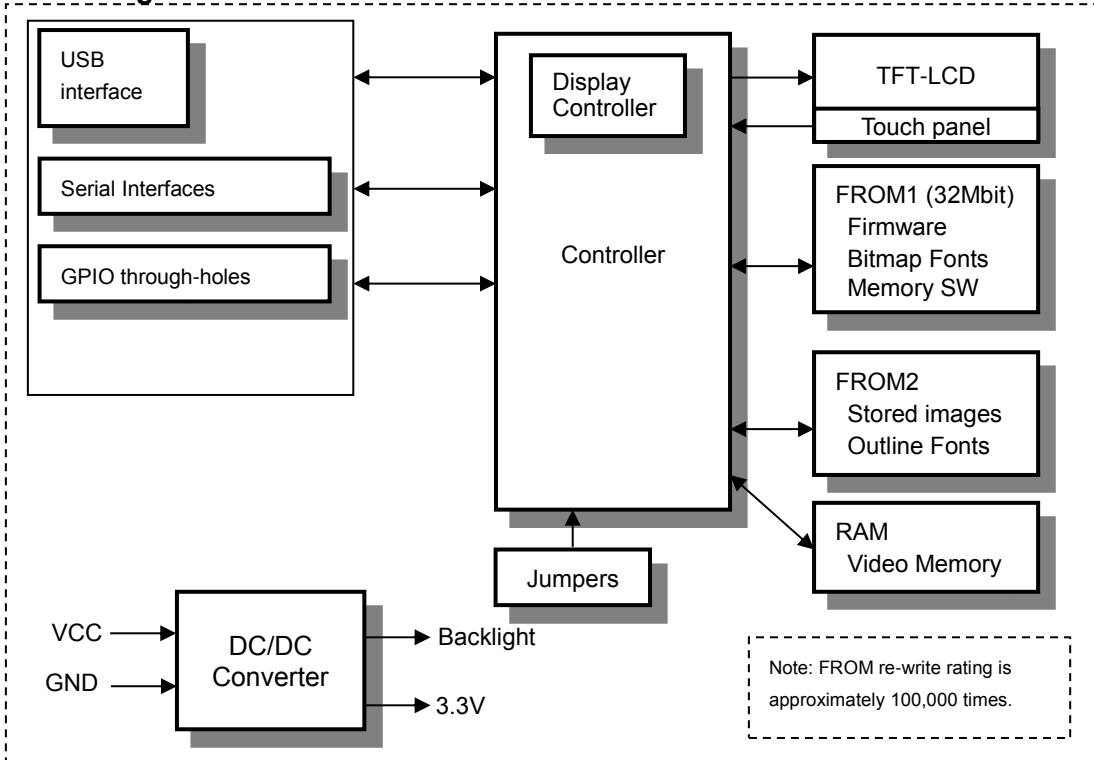 USB
interface
Serial Interfaces
GPIO through-holes
Display
Controller
Controller
TFT-LCD
Touch panel
FROM1 (32Mbit)
Firmware
Bitmap Fonts
Memory SW
FROM2
Stored images
Outline Fonts
RAM
Video Memory
Jumpers
VCC
GND
DC/DC
Converter
Backlight
3.3V
Note: FROM re-write rating is
approximately 100,000 times.